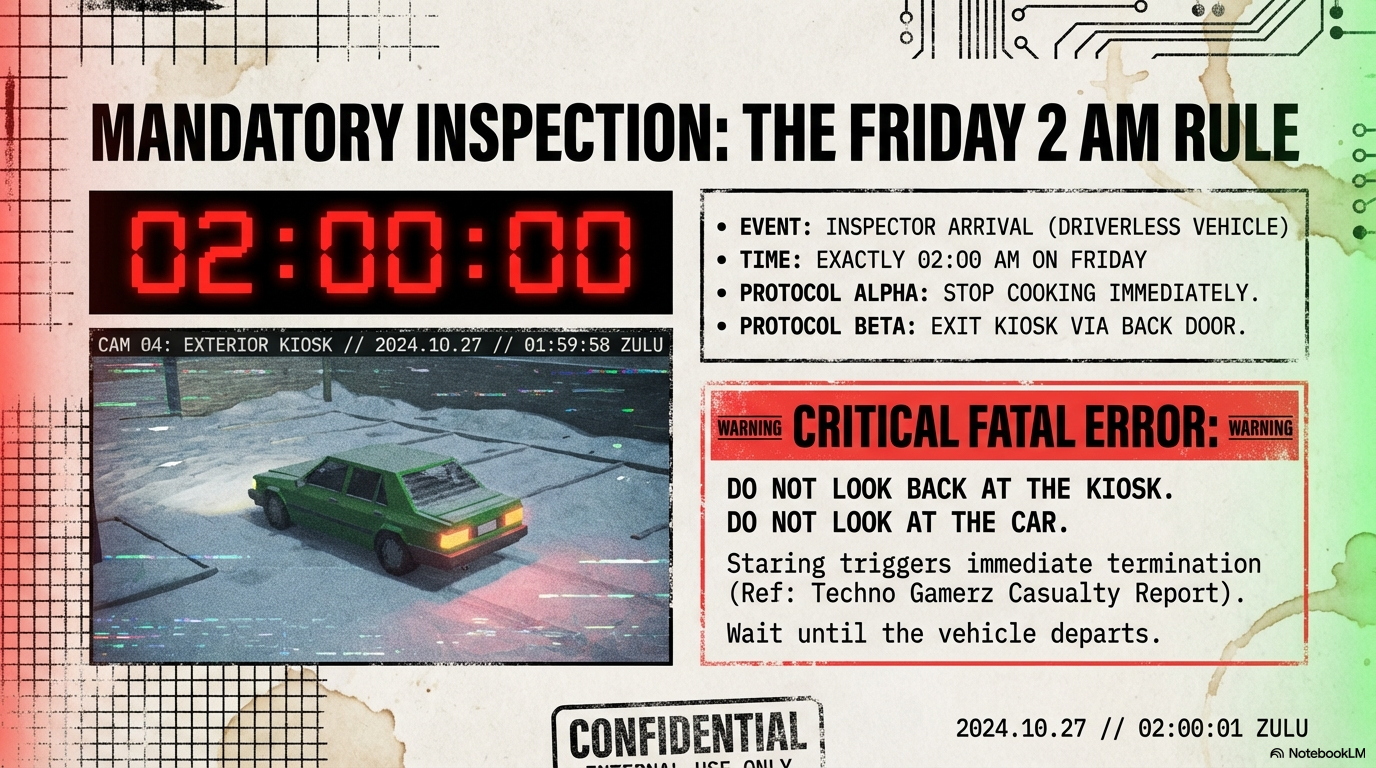 MANDATORY INSPECTION: THE FRIDAY 2 AM RULE
02:00:00
CAM 04: EXTERIOR KIOSK // 2024.10.27 // 01:59:58 ZULU
• EVENT: INSPECTOR ARRIVAL (DRIVERLESS VEHICLE)
• TIME: EXACTLY 02:00 AM ON FRIDAY
• PROTOCOL ALPHA: STOP COOKING IMMEDIATELY.
• PROTOCOL BETA: EXIT KIOSK VIA BACK DOOR.
WARNING CRITICAL FATAL ERROR: WARNING
DO NOT LOOK BACK AT THE KIOSK.
DO NOT LOOK AT THE CAR.
Staring triggers immediate termination
(Ref: Techno Gamerz Casualty Report).
Wait until the vehicle departs.
CONFIDENTIAL
INTERNAL USE ONLY
2024.10.27 // 02:00:01 ZULU
NotebookLM